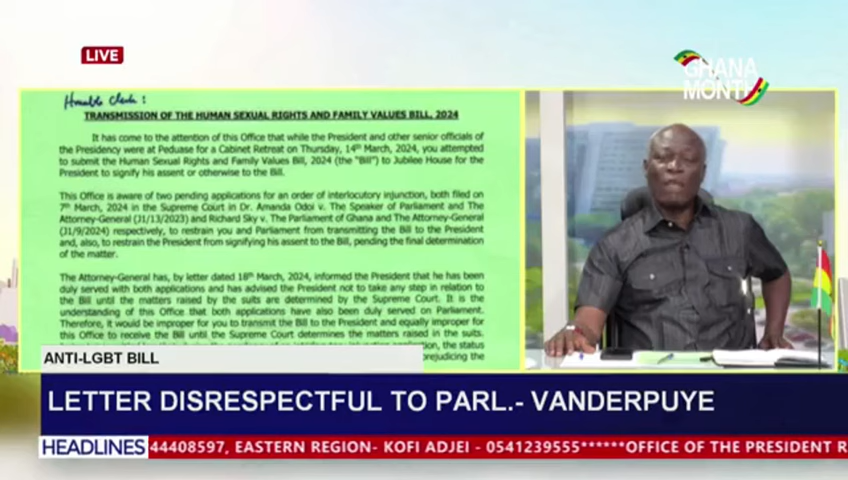 LIVE
GHANA
MONTH
Honorable Clerk:
TRANSMISSION OF THE HUMAN SEXUAL RIGHTS AND FAMILY VALUES BILL, 2024
It has come to the attention of this Office that while the President and other senior officials of
the Presidency were at Peduase for a Cabinet Retreat on Thursday, 14th March, 2024, you attempted
to submit the Human Sexual Rights and Family Values Bill, 2024 (the "Bill") to Jubilee House for the
President to signify his assent or otherwise to the Bill.
This Office is aware of two pending applications for an order of interlocutory injunction, both filed on
7th March, 2024 in the Supreme Court in Dr. Amanda Odoi v. The Speaker of Parliament and The
Attorney-General (J1/13/2023) and Richard Sky v. The Parliament of Ghana and The Attorney-General
(J1/9/2024) respectively, to restrain you and Parliament from transmitting the Bill to the President
and, also, to restrain the President from signifying his assent to the Bill, pending the final determination
of the matter.
The Attorney-General has, by letter dated 18th March, 2024, informed the President that he has been
duly served with both applications and has advised the President not to take any step in relation to
the Bill until the matters raised by the suits are determined by the Supreme Court. It is the
understanding of this Office that both applications have also been duly served on Parliament.
Therefore, it would be improper for you to transmit the Bill to the President and equally improper for
this Office to receive the Bill until the Supreme Court determines the matters raised in the suits.
application, the status
prejudicing the
ANTI-LGBT BILL
LETTER DISRESPECTFUL TO PARL.- VANDERPUYE
HEADLINES 44408597, EASTERN REGION- KOFI ADJEI - 0541239555******OFFICE OF THE PRESIDENT R